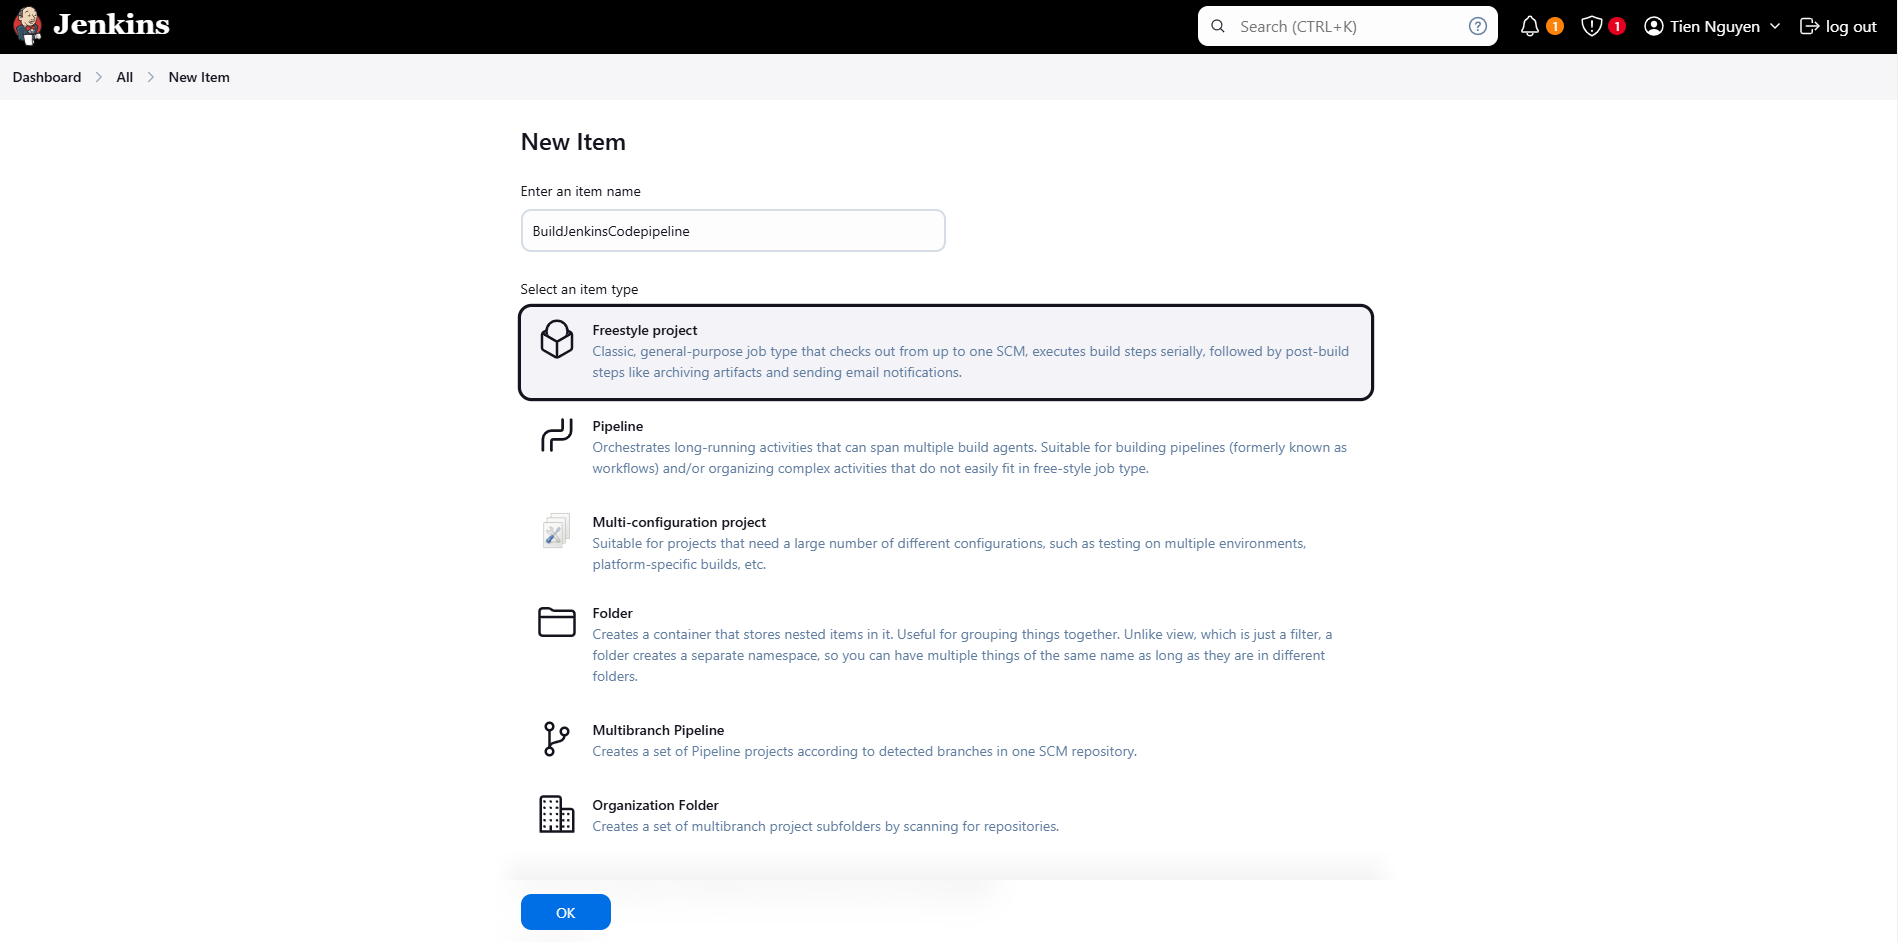 Jenkins
Search (CTRL+K)
?
1
1
Tien Nguyen
log out
Dashboard
All
New Item
New Item
Enter an item name
BuildJenkinsCodepipeline
Select an item type
Freestyle project
Classic, general-purpose job type that checks out from up to one SCM, executes build steps serially, followed by post-build
steps like archiving artifacts and sending email notifications.
Pipeline
Orchestrates long-running activities that can span multiple build agents. Suitable for building pipelines (formerly known as
workflows) and/or organizing complex activities that do not easily fit in free-style job type.
Multi-configuration project
Suitable for projects that need a large number of different configurations, such as testing on multiple environments,
platform-specific builds, etc.
Folder
Creates a container that stores nested items in it. Useful for grouping things together. Unlike view, which is just a filter, a
folder creates a separate namespace, so you can have multiple things of the same name as long as they are in different
folders.
Multibranch Pipeline
Creates a set of Pipeline projects according to detected branches in one SCM repository.
Organization Folder
Creates a set of multibranch project subfolders by scanning for repositories.
OK